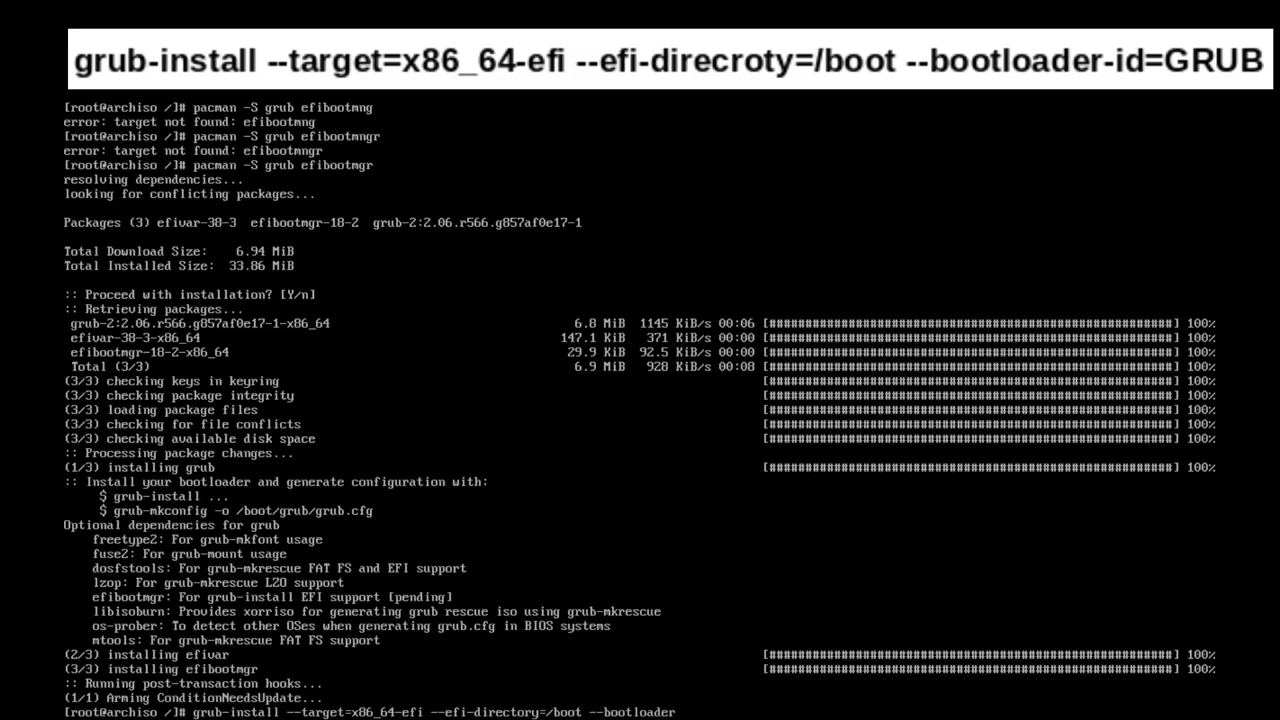 grub-install --target=x86_64-efi --efi-direcroty=/boot --bootloader-id=GRUB
[root@archiso /]# pacman -S grub efibootmng
error: target not found: efibootmng
[root@archiso /]# pacman -S grub efibootmngr
error: target not found: efibootmngr
[root@archiso /]# pacman -S grub efibootmgr
resolving dependencies...
looking for conflicting packages...
Packages (3) efivar-38-3  efibootmgr-18-2  grub-2:2.06.r566.g857af0e17-1
Total Download Size:    6.94 MiB
Total Installed Size:  33.86 MiB
:: Proceed with installation? [Y/n]
:: Retrieving packages...
grub-2:2.06.r566.g857af0e17-1-x86_64 6.8 MiB 1145 KiB/s 00:06 [########################################################] 100%
efivar-38-3-x86_64 147.1 KiB 371 KiB/s 00:00 [########################################################] 100%
efibootmgr-18-2-x86_64 29.9 KiB 92.5 KiB/s 00:00 [########################################################] 100%
Total (3/3) 6.9 MiB 928 KiB/s 00:08 [########################################################] 100%
(3/3) checking keys in keyring [########################################################] 100%
(3/3) checking package integrity [########################################################] 100%
(3/3) loading package files [########################################################] 100%
(3/3) checking for file conflicts [########################################################] 100%
(3/3) checking available disk space [########################################################] 100%
:: Processing package changes...
(1/3) installing grub [########################################################] 100%
:: Install your bootloader and generate configuration with:
$ grub-install ...
$ grub-mkconfig -o /boot/grub/grub.cfg
Optional dependencies for grub
freetype2: For grub-mkfont usage
fuse2: For grub-mount usage
dosfstools: For grub-mkrescue FAT FS and EFI support
lzop: For grub-mkrescue LZO support
efibootmgr: For grub-install EFI support [pending]
libisoburn: Provides xorriso for generating grub rescue iso using grub-mkrescue
os-prober: To detect other OSes when generating grub.cfg in BIOS systems
mtools: For grub-mkrescue FAT FS support
(2/3) installing efivar [########################################################] 100%
(3/3) installing efibootmgr [########################################################] 100%
:: Running post-transaction hooks...
(1/1) Arming ConditionNeedsUpdate...
[root@archiso /]# grub-install --target=x86_64-efi --efi-directory=/boot --bootloader